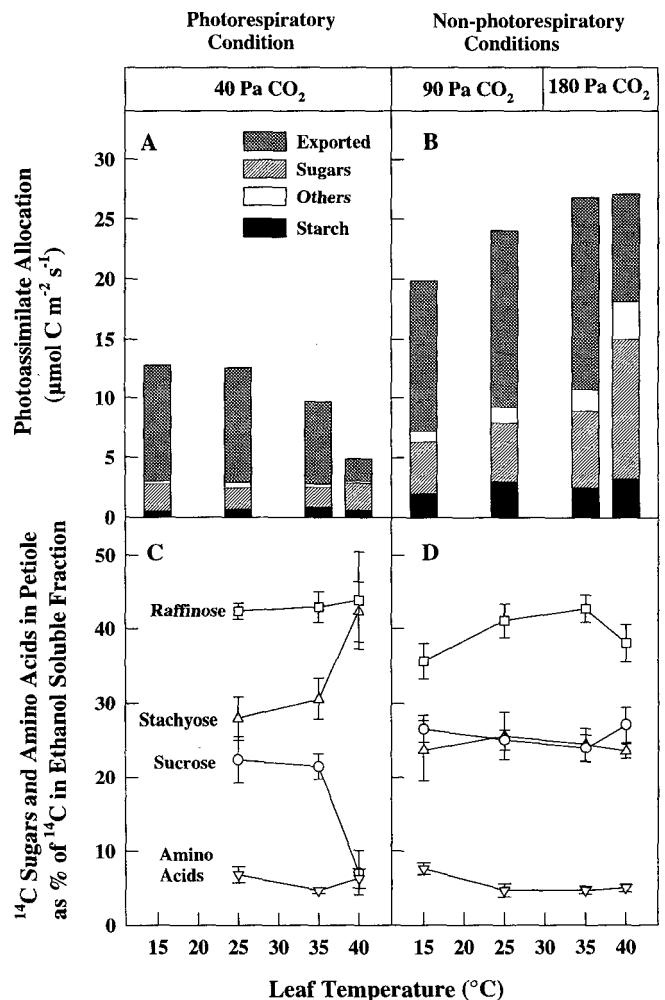 Photorespiratory Condition
Non-photorespiratory Conditions
40 Pa CO₂
90 Pa CO₂
180 Pa CO₂
A
B
Exported
Sugars
Others
Starch
Photoassimilate Allocation
(µmol C m⁻² s⁻¹)
30
25
20
15
10
5
0
C
D
Raffinose
Stachyose
Sucrose
Amino Acids
¹⁴C Sugars and Amino Acids in Petiole
as % of ¹⁴C in Ethanol Soluble Fraction
50
40
30
20
10
0
15 20 25 30 35 40
15 20 25 30 35 40
Leaf Temperature (°C)